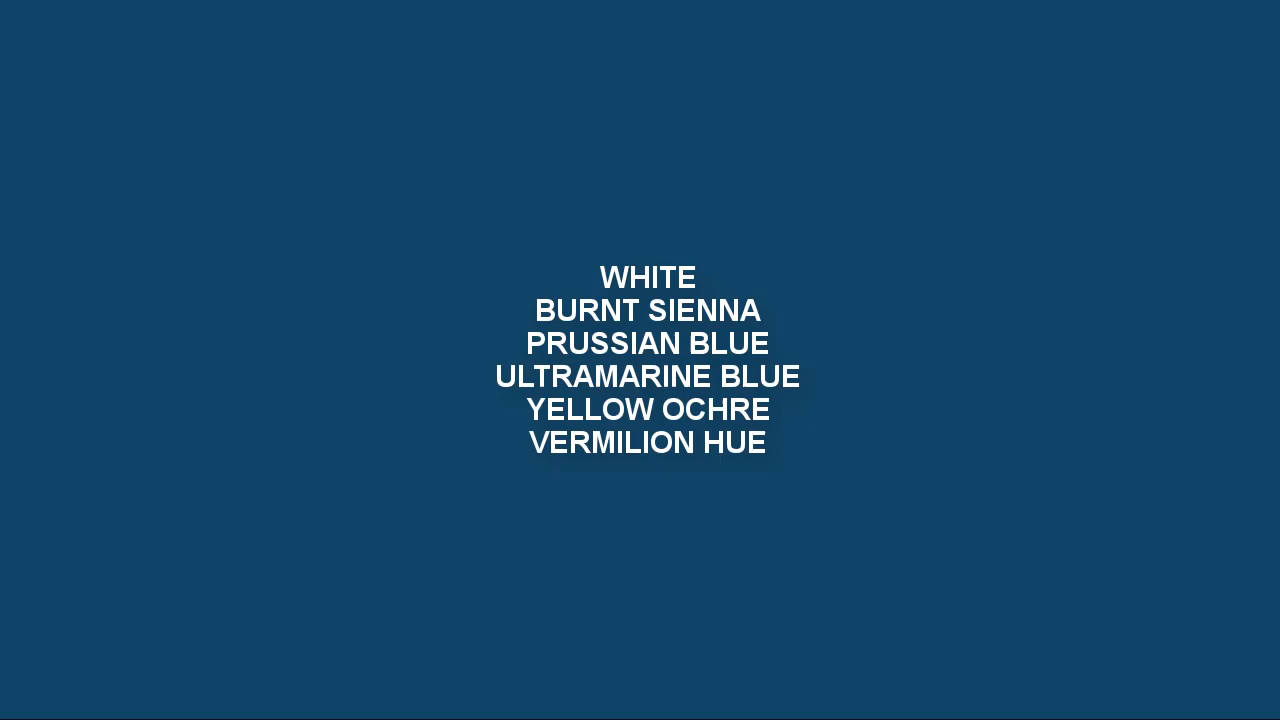 WHITE
BURNT SIENNA
PRUSSIAN BLUE
ULTRAMARINE BLUE
YELLOW OCHRE
VERMILION HUE